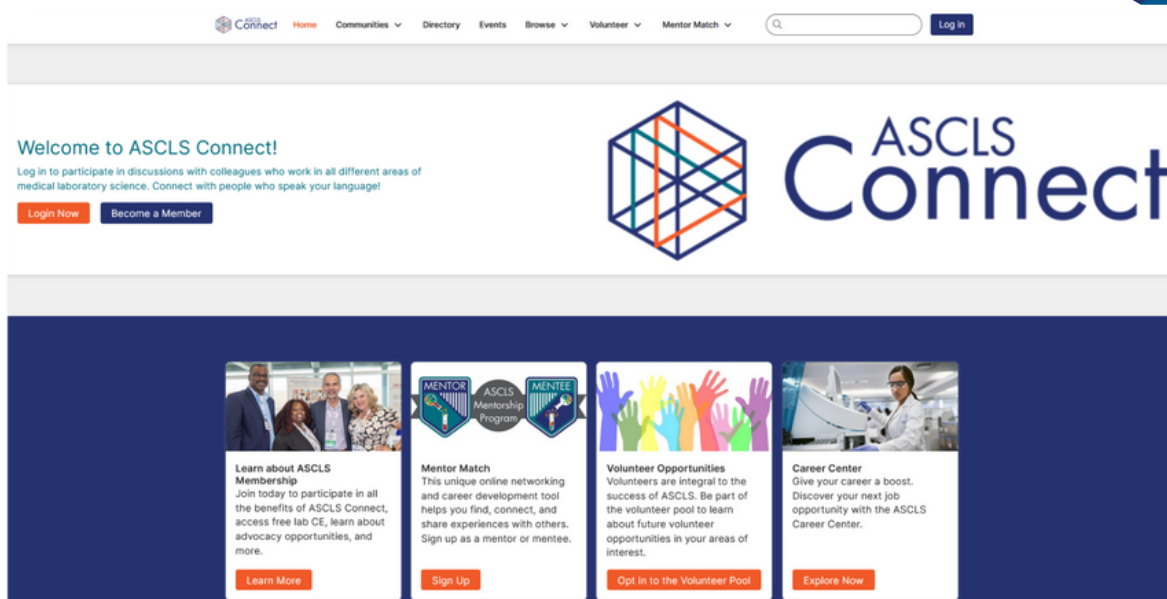 ASCLS
Connect
Home Communities Directory Events Browse Volunteer Mentor Match Log in
Welcome to ASCLS Connect!
Log in to participate in discussions with colleagues who work in all different areas of
medical laboratory science. Connect with people who speak your language!
Login Now Become a Member
ASCLS
Connect
MENTOR
ASCLS
Mentorship
Program
MENTEE
Learn about ASCLS
Membership
Join today to participate in all
the benefits of ASCLS Connect,
access free lab CE, learn about
advocacy opportunities, and
more.
Learn More
Mentor Match
This unique online networking
and career development tool
helps you find, connect, and
share experiences with others.
Sign up as a mentor or mentee.
Sign Up
Volunteer Opportunities
Volunteers are integral to the
success of ASCLS. Be part of
the volunteer pool to learn
about future volunteer
opportunities in your areas of
interest.
Opt in to the Volunteer Pool
Career Center
Give your career a boost.
Discover your next job
opportunity with the ASCLS
Career Center.
Explore Now